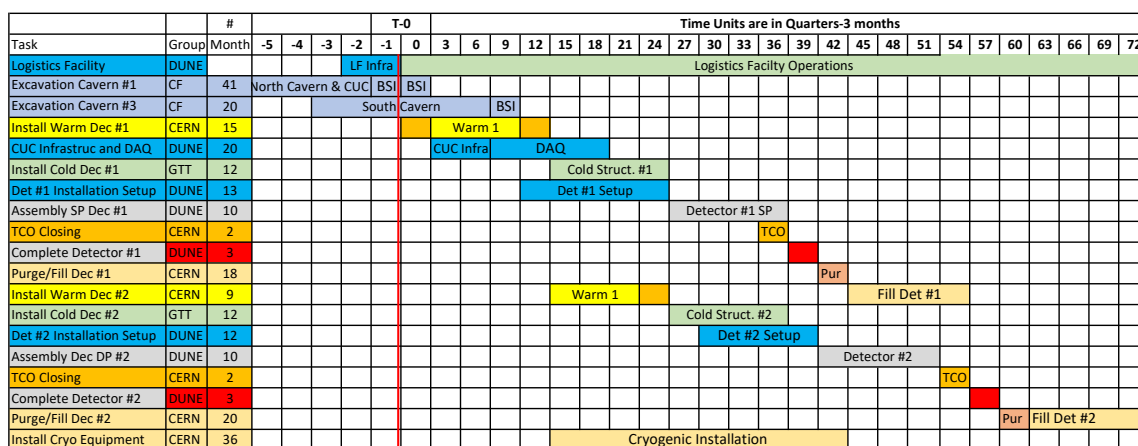 # T-0 Time Units are in Quarters-3 months
Task Group Month -5 -4 -3 -2 -1 0 3 6 9 12 15 18 21 24 27 30 33 36 42 45 48 51 54 57 60 63 66 69 72
Logistics Facility DUNE LF Infra Logistics Facilty Operations
Excavation Cavern #1 CF 41 North Cavern & CUC BSI BSI
Excavation Cavern #3 CF 20 South Cavern BSI
Install Warm Dec #1 CERN 15 Warm 1
CUC Infrastruc and DAQ DUNE 20 CUC Infra DAQ
Install Cold Dec #1 GTT 12 Cold Struct. #1
Det #1 Installation Setup DUNE 13 Det #1 Setup
Assembly SP Dec #1 DUNE 10 Detector #1 SP
TCO Closing CERN 2 TCO
Complete Detector #1 DUNE 3
Purge/Fill Dec #1 CERN 18 Pur
Install Warm Dec #2 CERN 9 Warm 1 Fill Det #1
Install Cold Dec #2 GTT 12 Cold Struct. #2
Det #2 Installation Setup DUNE 12 Det #2 Setup
Assembly Dec DP #2 DUNE 10 Detector #2
TCO Closing CERN 2 TCO
Complete Detector #2 DUNE 3
Purge/Fill Dec #2 CERN 20 Pur Fill Det #2
Install Cryo Equipment CERN 36 Cryogenic Installation